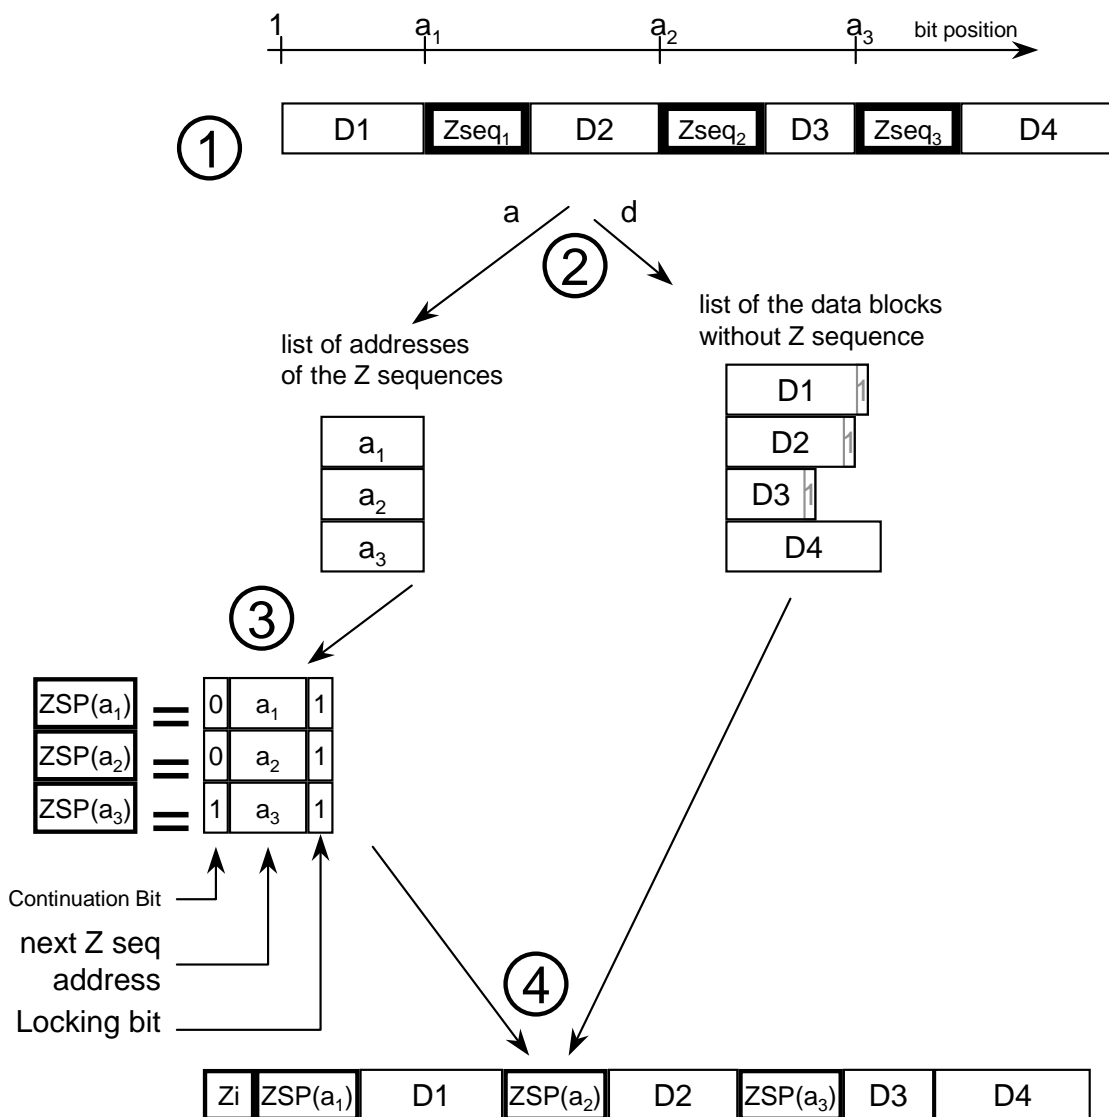 1 a₁ a₂ a₃ bit position
D1 Zseq₁ D2 Zseq₂ D3 Zseq₃ D4
1
a d
2
list of the data blocks
without Z sequence
list of addresses
of the Z sequences
D1 1
D2 1
D3 1
D4
a₁
a₂
a₃
3
ZSP(a₁) = 0 a₁ 1
ZSP(a₂) = 0 a₂ 1
ZSP(a₃) = 1 a₃ 1
Continuation Bit
next Z seq
address
Locking bit
4
Zi ZSP(a₁) D1 ZSP(a₂) D2 ZSP(a₃) D3 D4